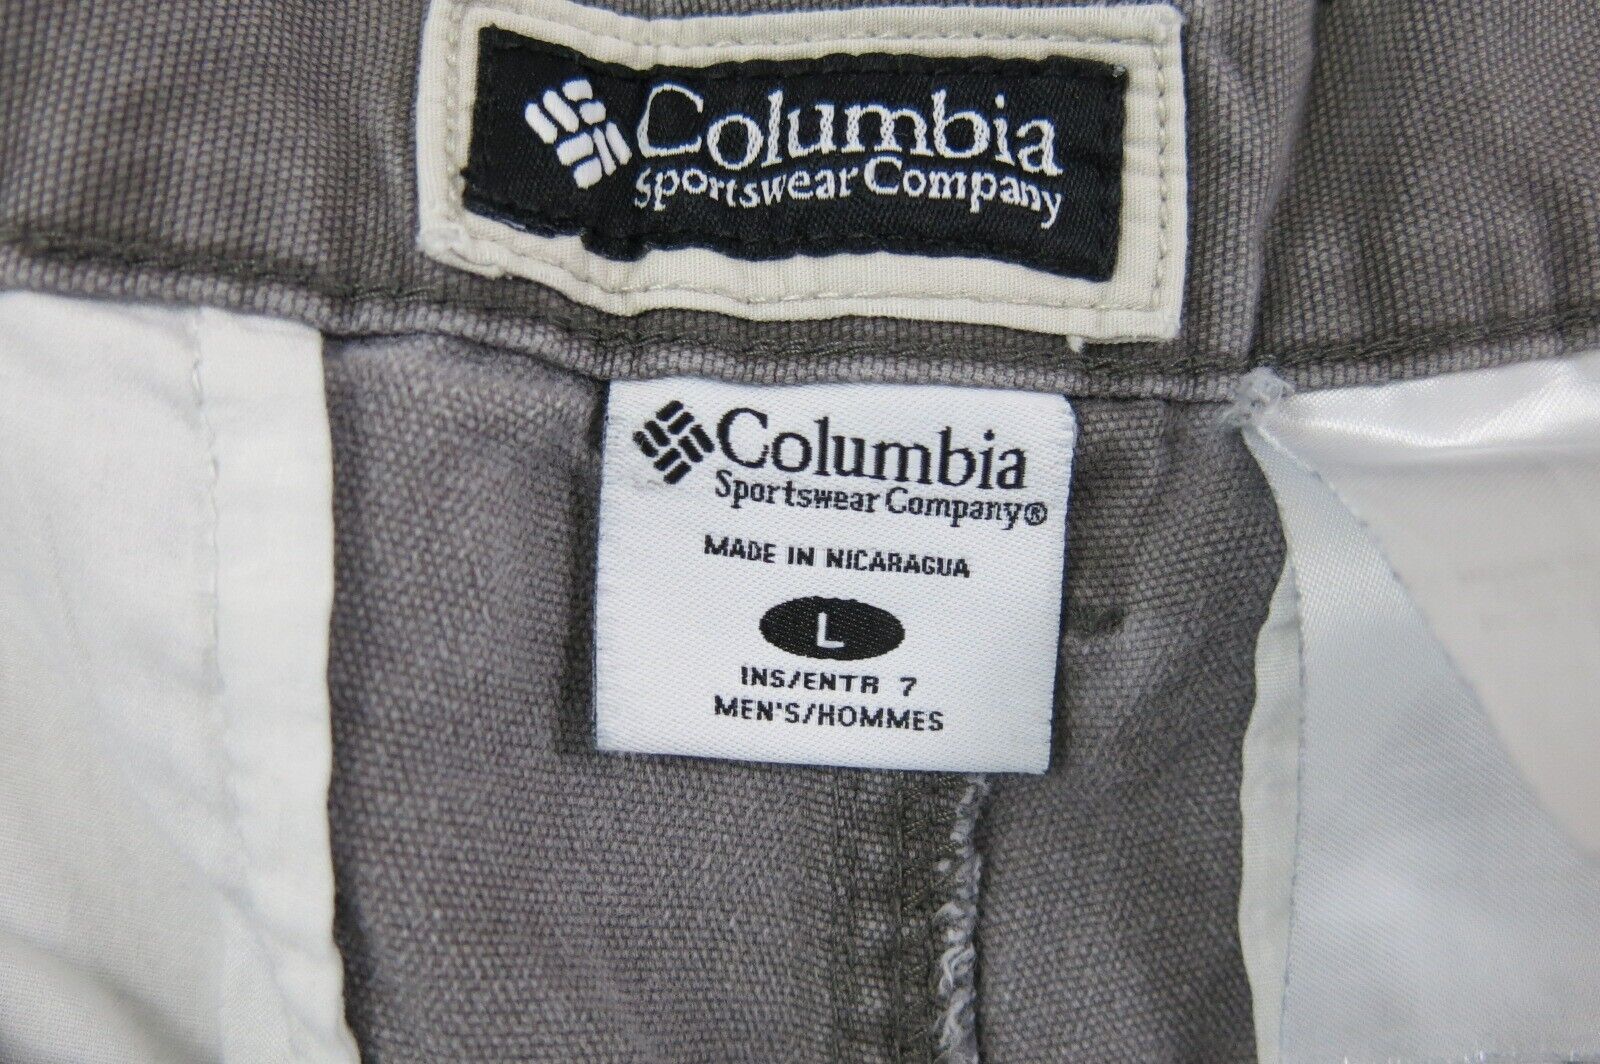 Columbia
Sportswear Company
Columbia
Sportswear Company®
MADE IN NICARAGUA
L
INS/ENTR 7
MEN'S/HOMMES